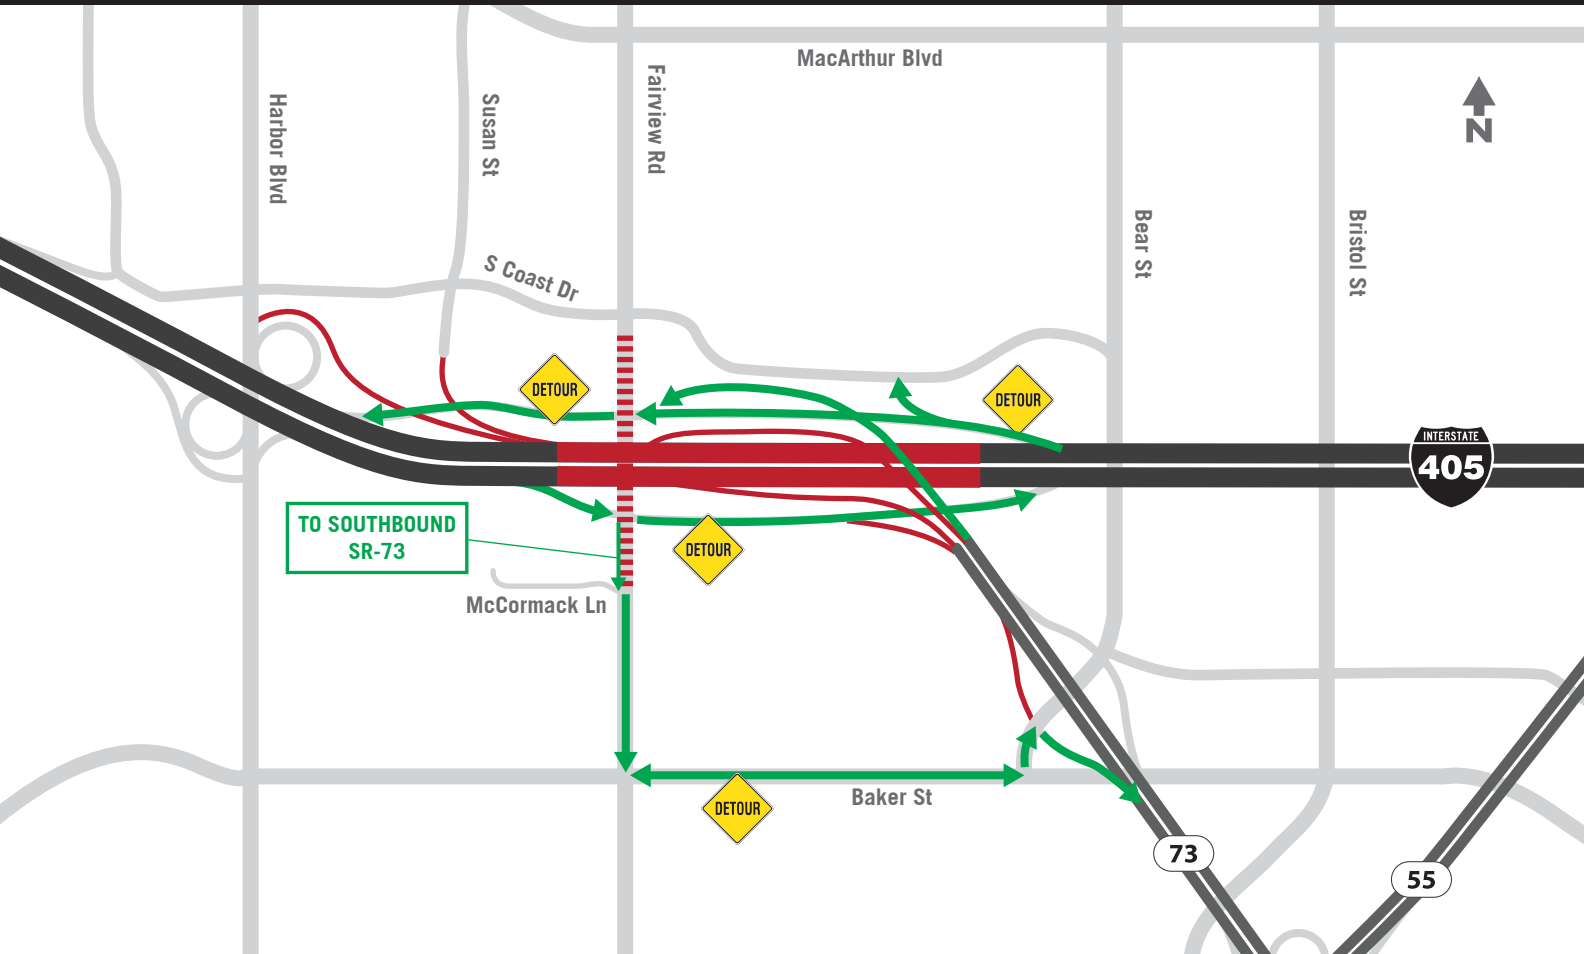 MacArthur Blvd
Fairview Rd
Harbor Blvd
Susan St
N
Bear St
Bristol St
S Coast Dr
DETOUR
DETOUR
INTERSTATE
405
TO SOUTHBOUND
SR-73
DETOUR
McCormack Ln
Baker St
DETOUR
73
55